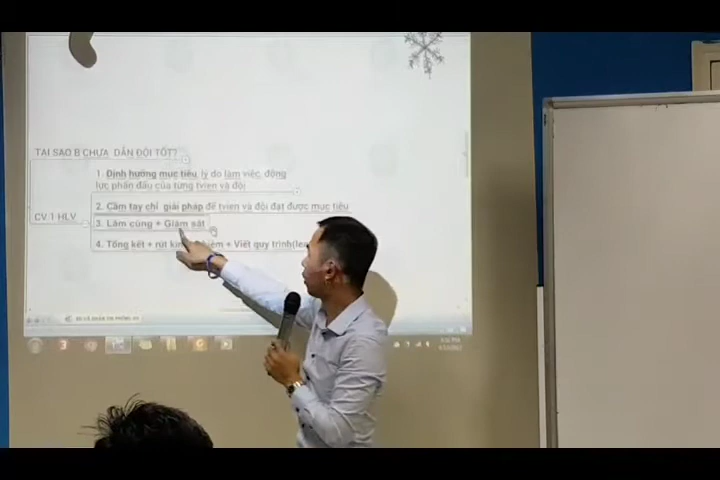 TẠI SAO B CHƯA DẪN ĐỘI TỐT?
1. Định hướng mục tiêu, lý do làm việc, động
lực phấn đấu của từng tviên và đội
2. Cầm tay chỉ giải pháp để tviên và đội đạt được mục tiêu
CV 1 HLV
3. Làm cùng + Giám sát
4. Tổng kết + rút + Viết quy trình